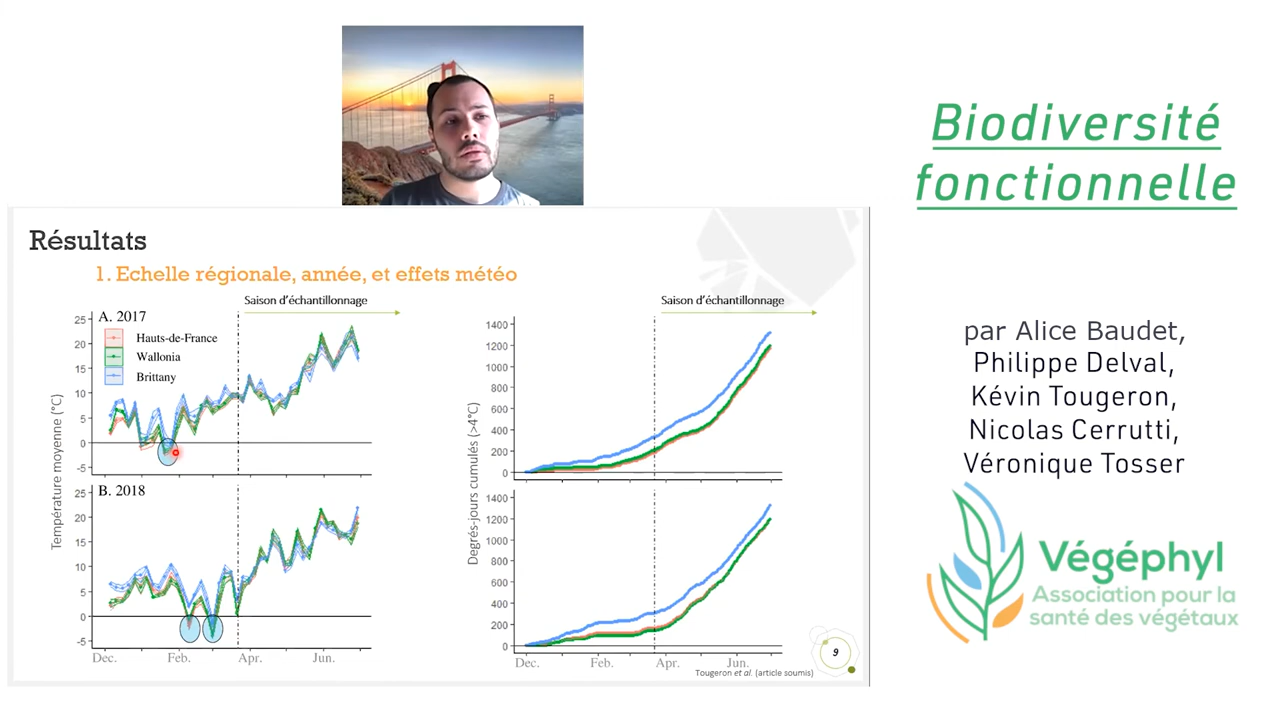 Biodiversité
fonctionnelle
Résultats
1. Echelle régionale, année, et effets météo
Saison d'échantillonnage
Saison d'échantillonnage
A. 2017
Hauts-de-France
Wallonia
Brittany
25
20
15
10
5
0
-5
B. 2018
25
20
15
10
5
0
-5
Température moyenne (°C)
Dec.
Feb.
Apr.
Jun.
1400
1200
1000
800
600
400
200
0
1400
1200
1000
800
600
400
200
0
Degrés-jours cumulés (>4°C)
Dec.
Feb.
Apr.
Jun.
Tougeron et al. (article soumis)
9
par Alice Baudet,
Philippe Delval,
Kévin Tougeron,
Nicolas Cerrutti,
Véronique Tosser
Végéphyl
Association pour la
santé des végétaux